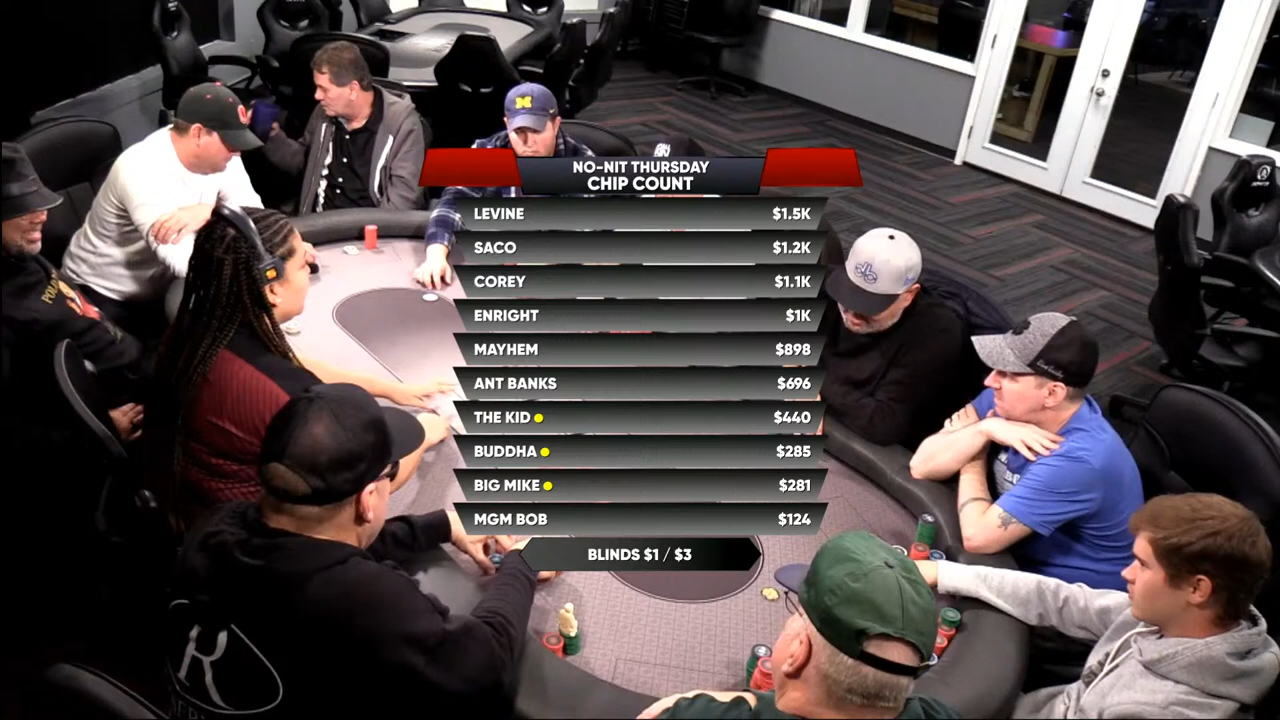 NO-NIT THURSDAY
CHIP COUNT
LEVINE $1.5K
SACO $1.2K
COREY $1.1K
ENRIGHT $1K
MAYHEM $898
ANT BANKS $696
THE KID $440
BUDDHA $285
BIG MIKE $281
MGM BOB $124
BLINDS $1 / $3
M